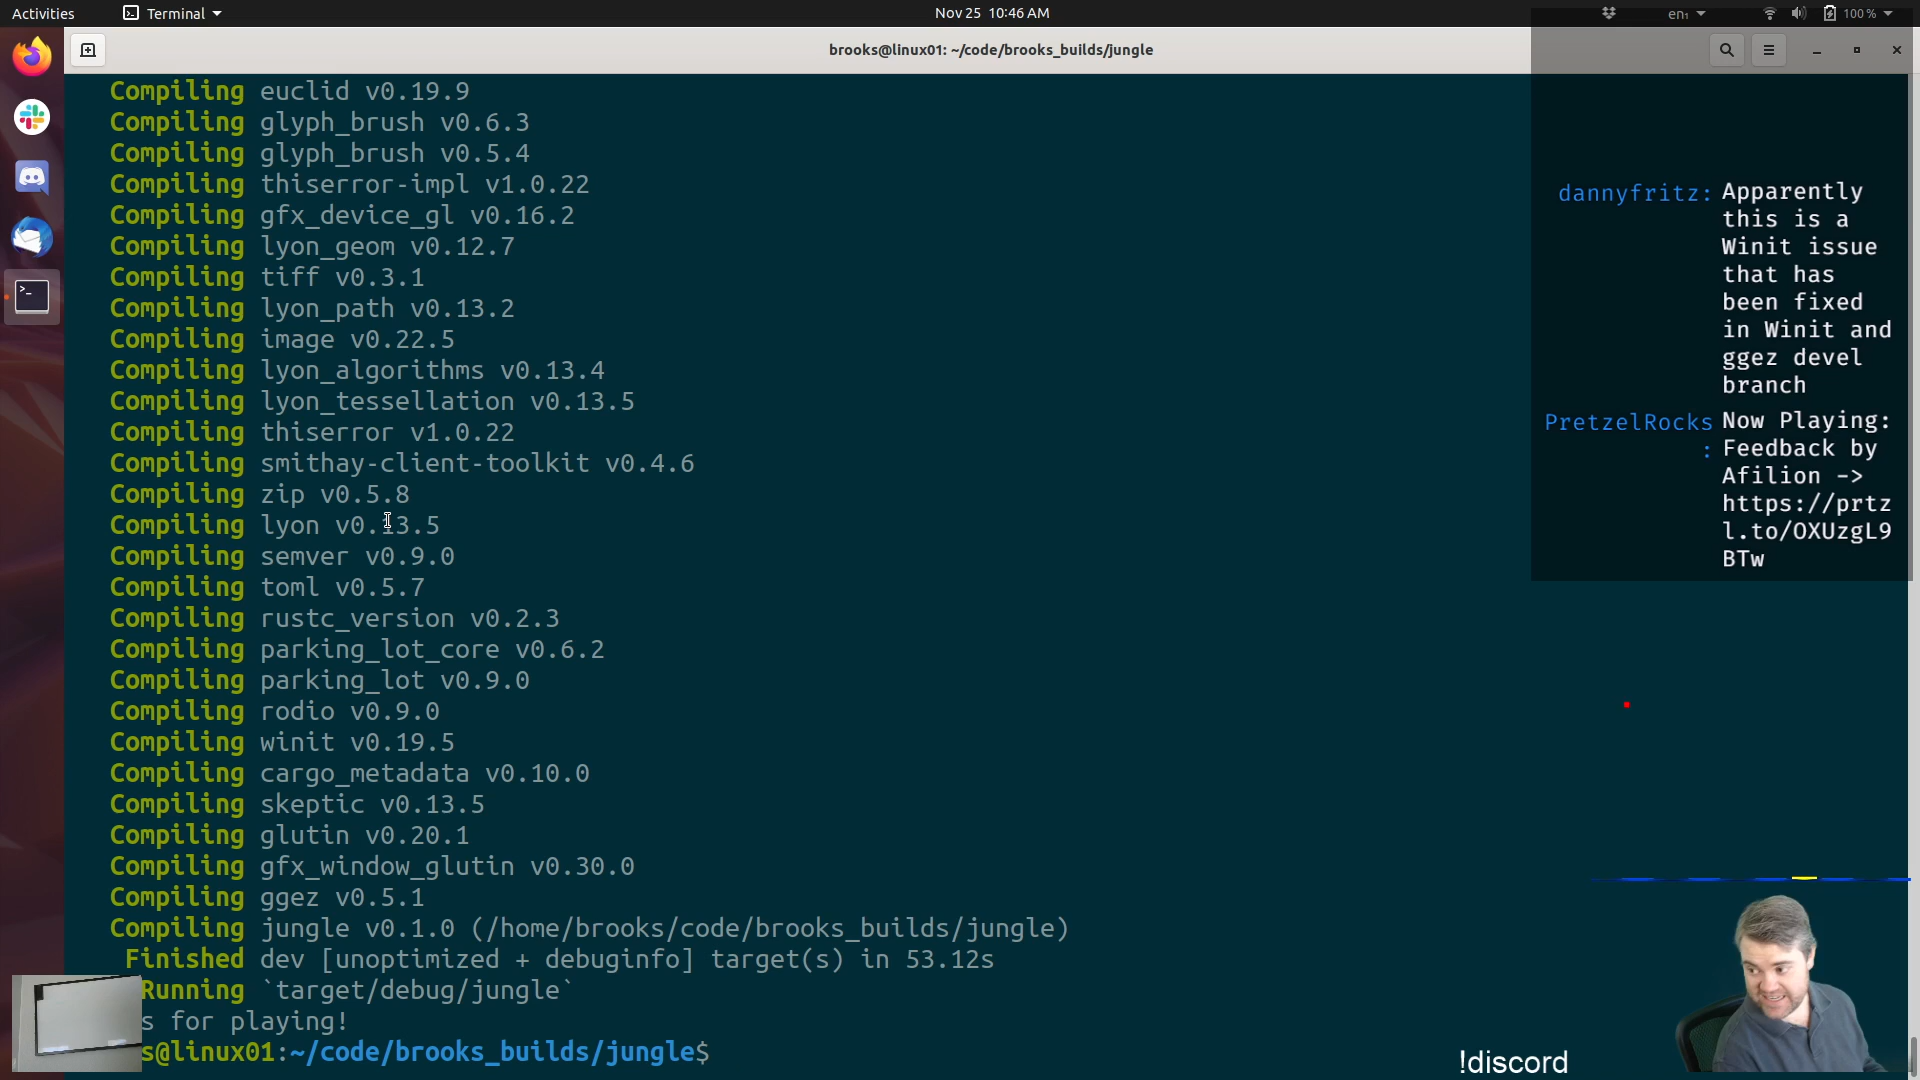 Activities
Terminal
Nov 25 10:46 AM
en₁
100 %
brooks@linux01: ~/code/brooks_builds/jungle
Compiling euclid v0.19.9
Compiling glyph_brush v0.6.3
Compiling glyph_brush v0.5.4
Compiling thiserror-impl v1.0.22
Compiling gfx_device_gl v0.16.2
Compiling lyon_geom v0.12.7
Compiling tiff v0.3.1
Compiling lyon_path v0.13.2
Compiling image v0.22.5
Compiling lyon_algorithms v0.13.4
Compiling lyon_tessellation v0.13.5
Compiling thiserror v1.0.22
Compiling smithay-client-toolkit v0.4.6
Compiling zip v0.5.8
Compiling lyon v0.13.5
Compiling semver v0.9.0
Compiling toml v0.5.7
Compiling rustc_version v0.2.3
Compiling parking_lot_core v0.6.2
Compiling parking_lot v0.9.0
Compiling rodio v0.9.0
Compiling winit v0.19.5
Compiling cargo_metadata v0.10.0
Compiling skeptic v0.13.5
Compiling glutin v0.20.1
Compiling gfx_window_glutin v0.30.0
Compiling ggez v0.5.1
Compiling jungle v0.1.0 (/home/brooks/code/brooks_builds/jungle)
Finished dev [unoptimized + debuginfo] target(s) in 53.12s
Running `target/debug/jungle`
s for playing!
s@linux01:~/code/brooks_builds/jungle$
dannyfritz: Apparently
this is a
Winit issue
that has
been fixed
in Winit and
ggez devel
branch
PretzelRocks Now Playing:
: Feedback by
Afilion ->
https://prtz
l.to/OXUzgL9
BTw
!discord